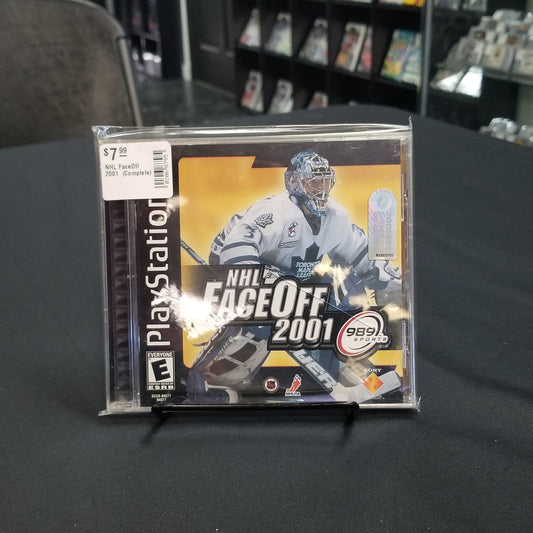 $7.99
NHL FaceOff
2001 (Complete)
PlayStation
TORONTO
MAPLE
LEAFS
NHL
FACEOFF
2001
989
SPORTS
EVERYONE
E
ESRB
SONY